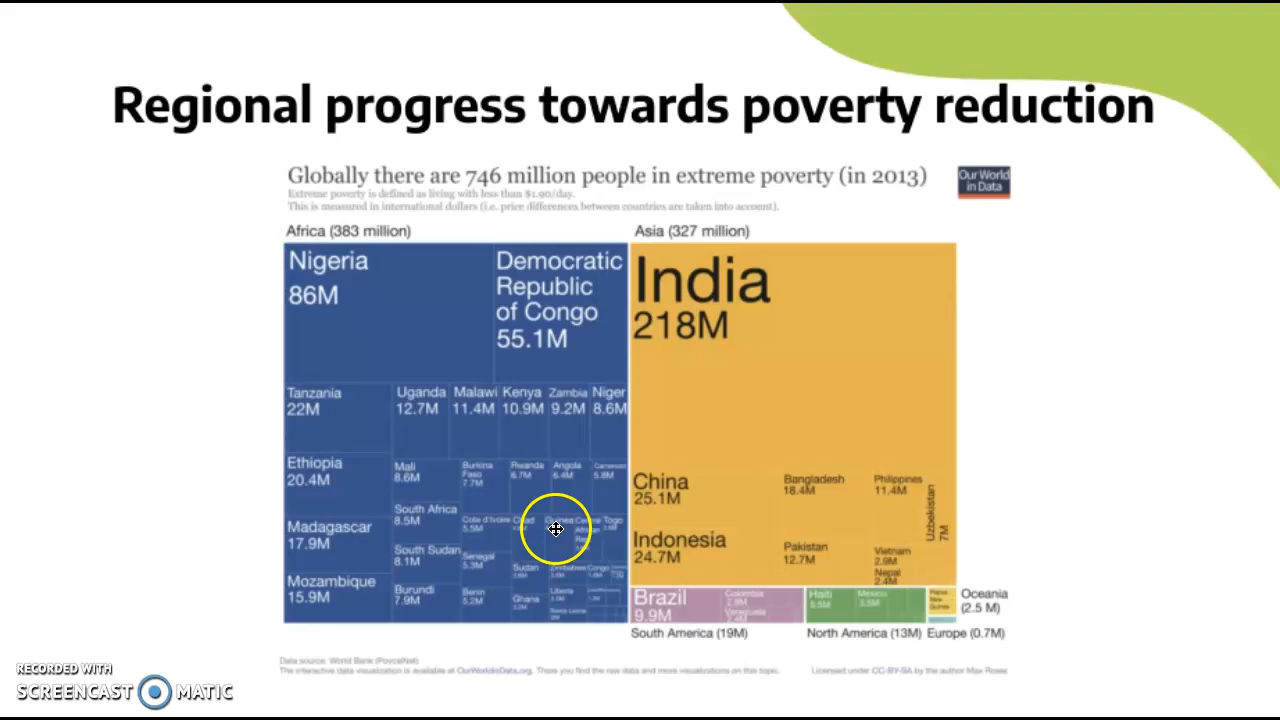 Regional progress towards poverty reduction
Globally there are 746 million people in extreme poverty (in 2013)
Extreme poverty is defined as living with less than $1.90/day.
This is measured in international dollars (i.e. price differences between countries are taken into account).
Our World
in Data
Africa (383 million)
Asia (327 million)
Nigeria
86M
Democratic
Republic
of Congo
55.1M
India
218M
Tanzania
22M
Uganda
12.7M
Malawi
11.4M
Kenya
10.9M
Zambia
9.2M
Niger
8.6M
Ethiopia
20.4M
Mali
8.6M
Burkina
Faso
7.7M
Rwanda
6.7M
Angola
6.4M
Cameroon
5.8M
South Africa
8.5M
Cote d'Ivoire
5.5M
Chad
Guinea
Togo
Madagascar
17.9M
South Sudan
8.1M
Senegal
5.3M
Sudan
Zimbabwe
Congo
Mozambique
15.9M
Burundi
7.9M
Benin
5.2M
Ghana
Liberia
Sierra Leone
China
25.1M
Bangladesh
18.4M
Philippines
11.4M
Uzbekistan
7M
Indonesia
24.7M
Pakistan
12.7M
Vietnam
2.9M
Nepal
2.4M
Brazil
9.9M
Colombia
Haiti
Mexico
Papua
New
Guinea
Oceania
(2.5 M)
South America (19M)
North America (13M)
Europe (0.7M)
Data source: World Bank (PovcalNet)
The interactive data visualization is available at OurWorldinData.org. There you find the raw data and more visualizations on this topic.
Licensed under CC-BY-SA by the author Max Roser.
RECORDED WITH
SCREENCAST MATIC